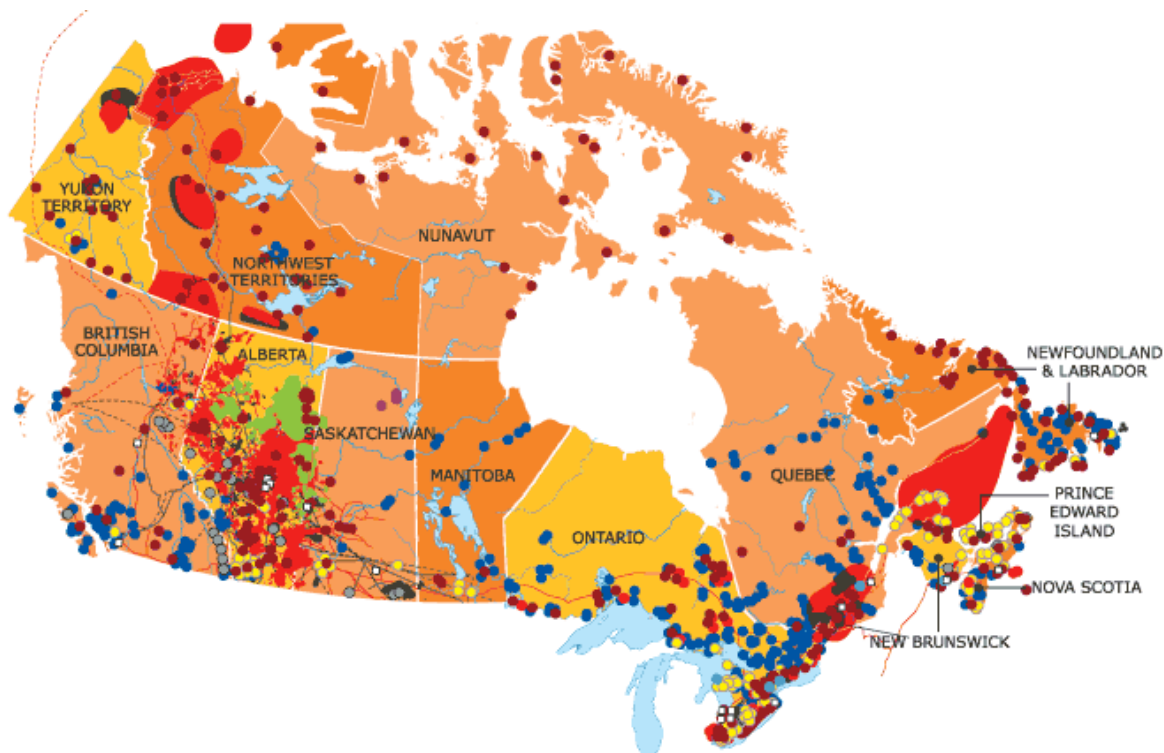 YUKON
TERRITORY
NUNAVUT
NORTHWEST
TERRITORIES
BRITISH
COLUMBIA
ALBERTA
NEWFOUNDLAND
& LABRADOR
SASKATCHEWAN
MANITOBA
QUEBEC
PRINCE
EDWARD
ISLAND
ONTARIO
NOVA SCOTIA
NEW BRUNSWICK